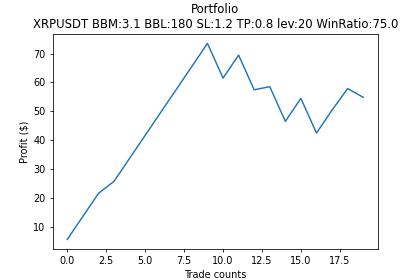 Portfolio
XRPUSDT BBM:3.1 BBL:180 SL:1.2 TP:0.8 lev:20 WinRatio:75.0
70
60
50
40
30
20
10
Profit ($)
0.0 2.5 5.0 7.5 10.0 12.5 15.0 17.5
Trade counts